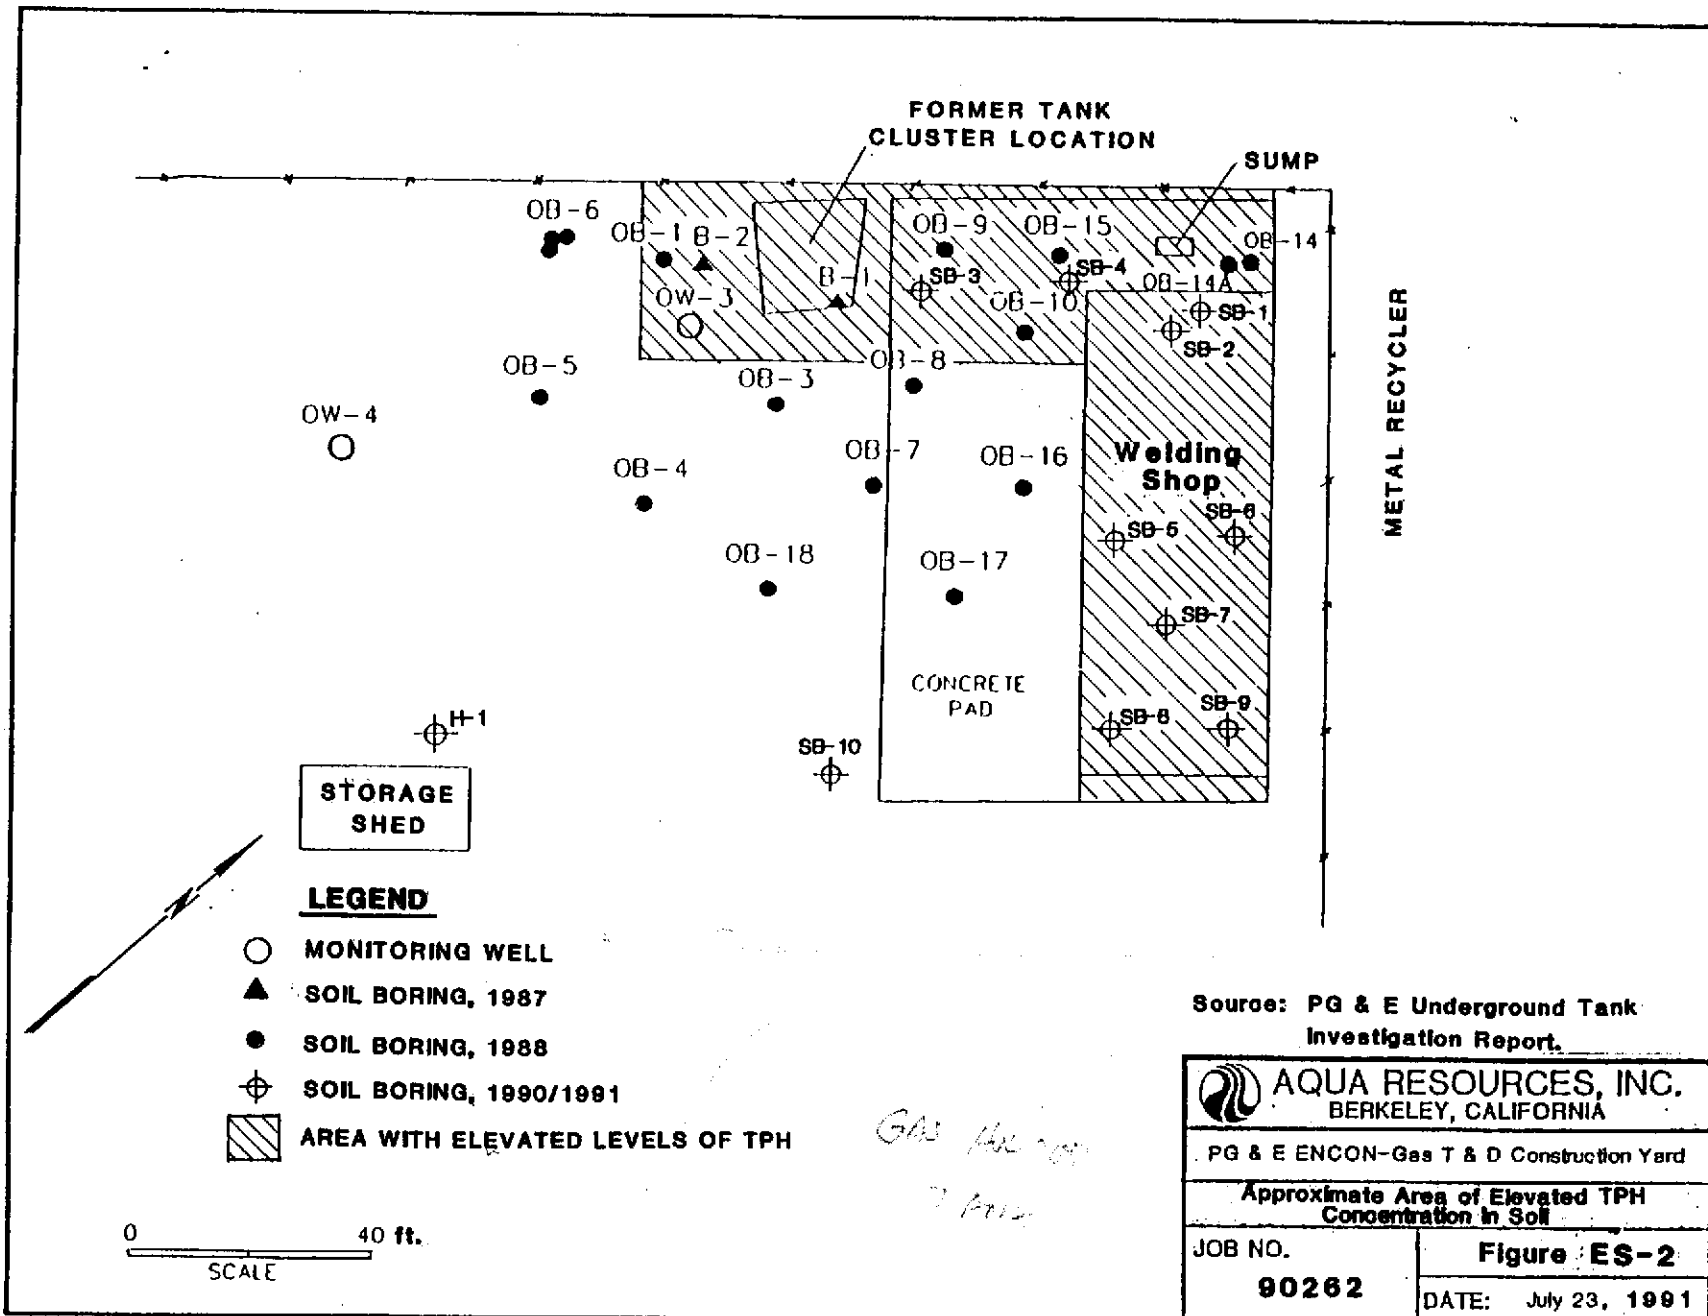 FORMER TANK
CLUSTER LOCATION
SUMP
OB-6
OB-1
B-2
OB-9
OB-15
OB-14
B-1
SB-3
SB-4
OB-14A
OW-3
OB-10
SB-1
SB-2
OB-8
OB-5
OB-3
OW-4
OB-7
OB-16
OB-4
Welding
Shop
METAL RECYCLER
SB-5
SB-6
OB-18
OB-17
SB-7
CONCRETE
PAD
H-1
SB-8
SB-9
SB-10
STORAGE
SHED
N
LEGEND
MONITORING WELL
SOIL BORING, 1987
SOIL BORING, 1988
SOIL BORING, 1990/1991
AREA WITH ELEVATED LEVELS OF TPH
GAS
0 40 ft.
SCALE
Source: PG & E Underground Tank
Investigation Report.
AQUA RESOURCES, INC.
BERKELEY, CALIFORNIA
PG & E ENCON-Gas T & D Construction Yard
Approximate Area of Elevated TPH
Concentration in Soil
JOB NO.
90262
Figure ES-2
DATE: July 23, 1991